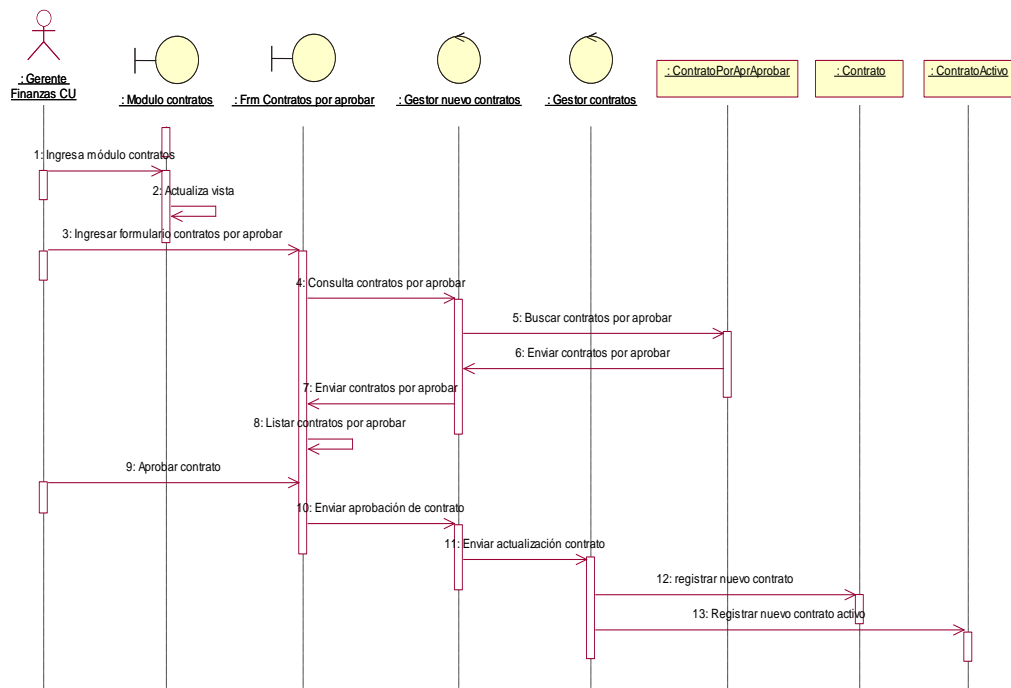 : Gerente
Finanzas CU
: Modulo contratos
: Frm Contratos por aprobar
: Gestor nuevo contratos
: Gestor contratos
: ContratoPorAprAprobar
: Contrato
: ContratoActivo
1: Ingresa módulo contratos
2: Actualiza vista
3: Ingresar formulario contratos por aprobar
4: Consulta contratos por aprobar
5: Buscar contratos por aprobar
6: Enviar contratos por aprobar
7: Enviar contratos por aprobar
8: Listar contratos por aprobar
9: Aprobar contrato
10: Enviar aprobación de contrato
11: Enviar actualización contrato
12: registrar nuevo contrato
13: Registrar nuevo contrato activo